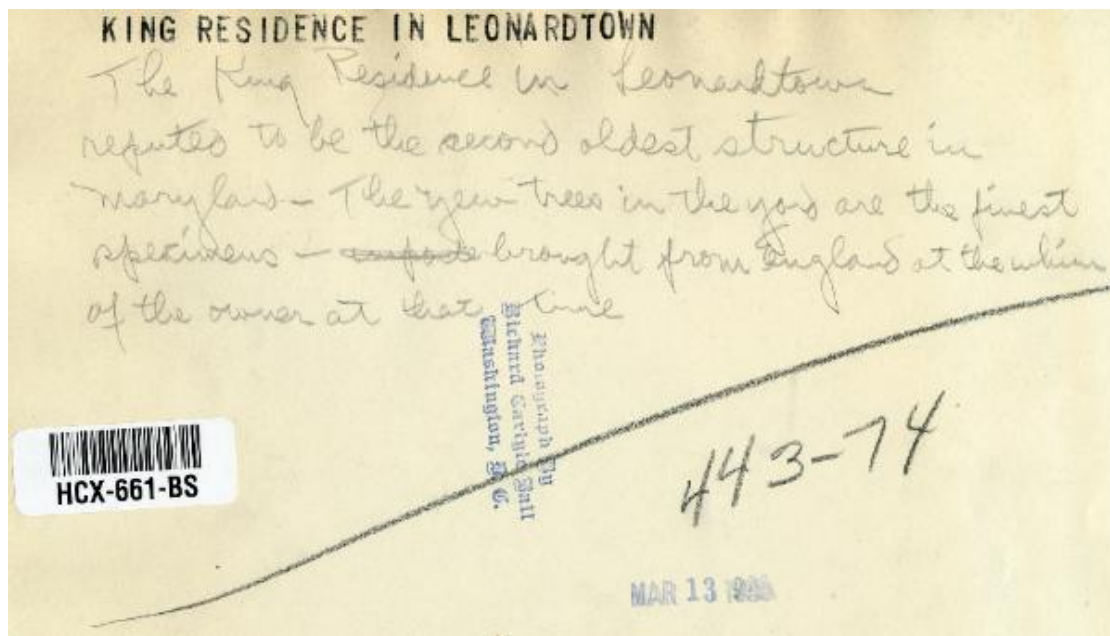 KING RESIDENCE IN LEONARDTOWN
The King Residence in Leonardtown
reputed to be the second oldest structure in
Maryland – The yew trees in the yard are the finest
specimens – brought from England at the whim
of the owner at that time
Photograph By
Richard Carlyle Ball
Washington, D. C.
443-74
HCX-661-BS
MAR 13